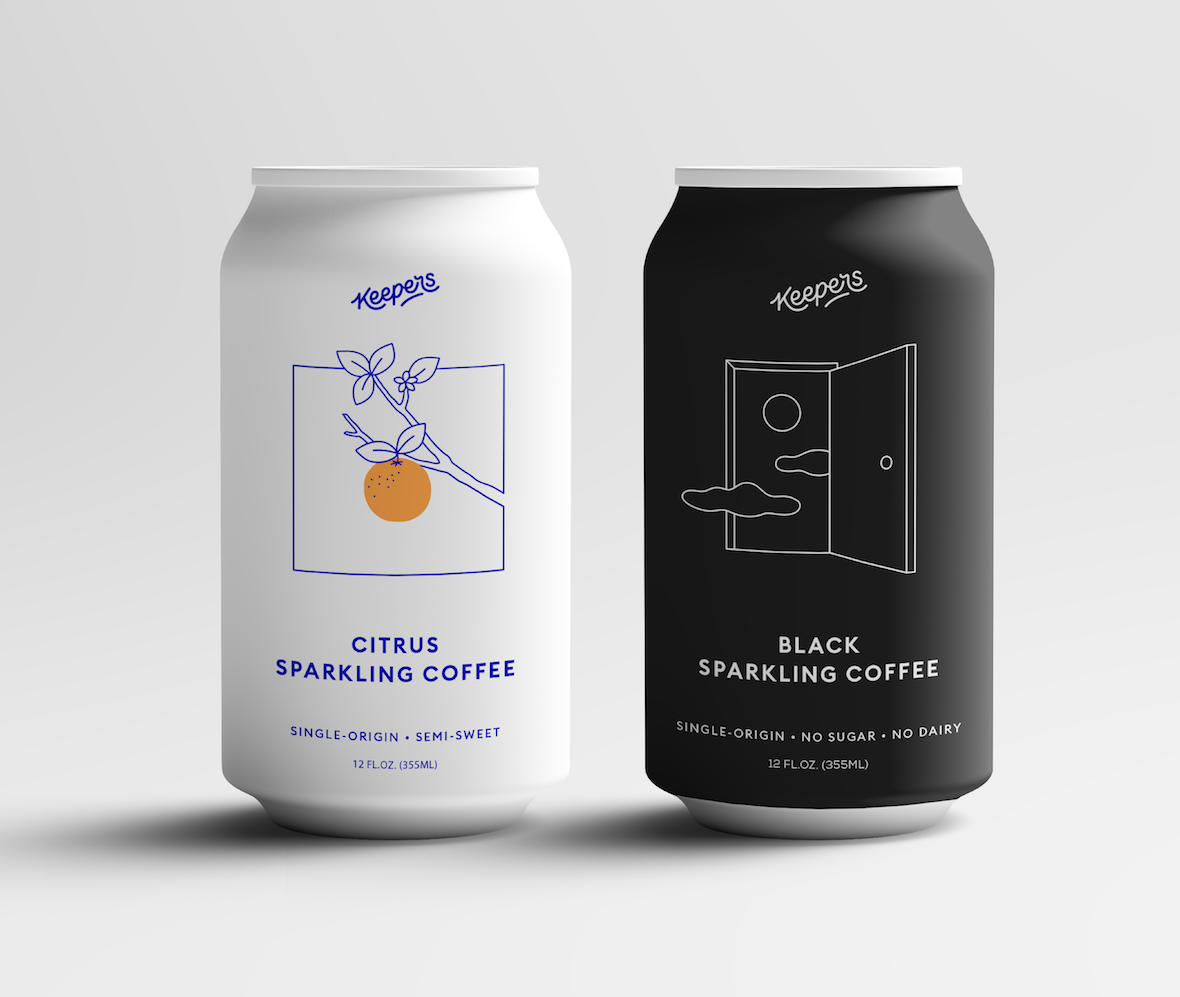 Keepers
CITRUS
SPARKLING COFFEE
SINGLE-ORIGIN • SEMI-SWEET
12 FL.OZ. (355ML)
Keepers
BLACK
SPARKLING COFFEE
SINGLE-ORIGIN • NO SUGAR • NO DAIRY
12 FL.OZ. (355ML)